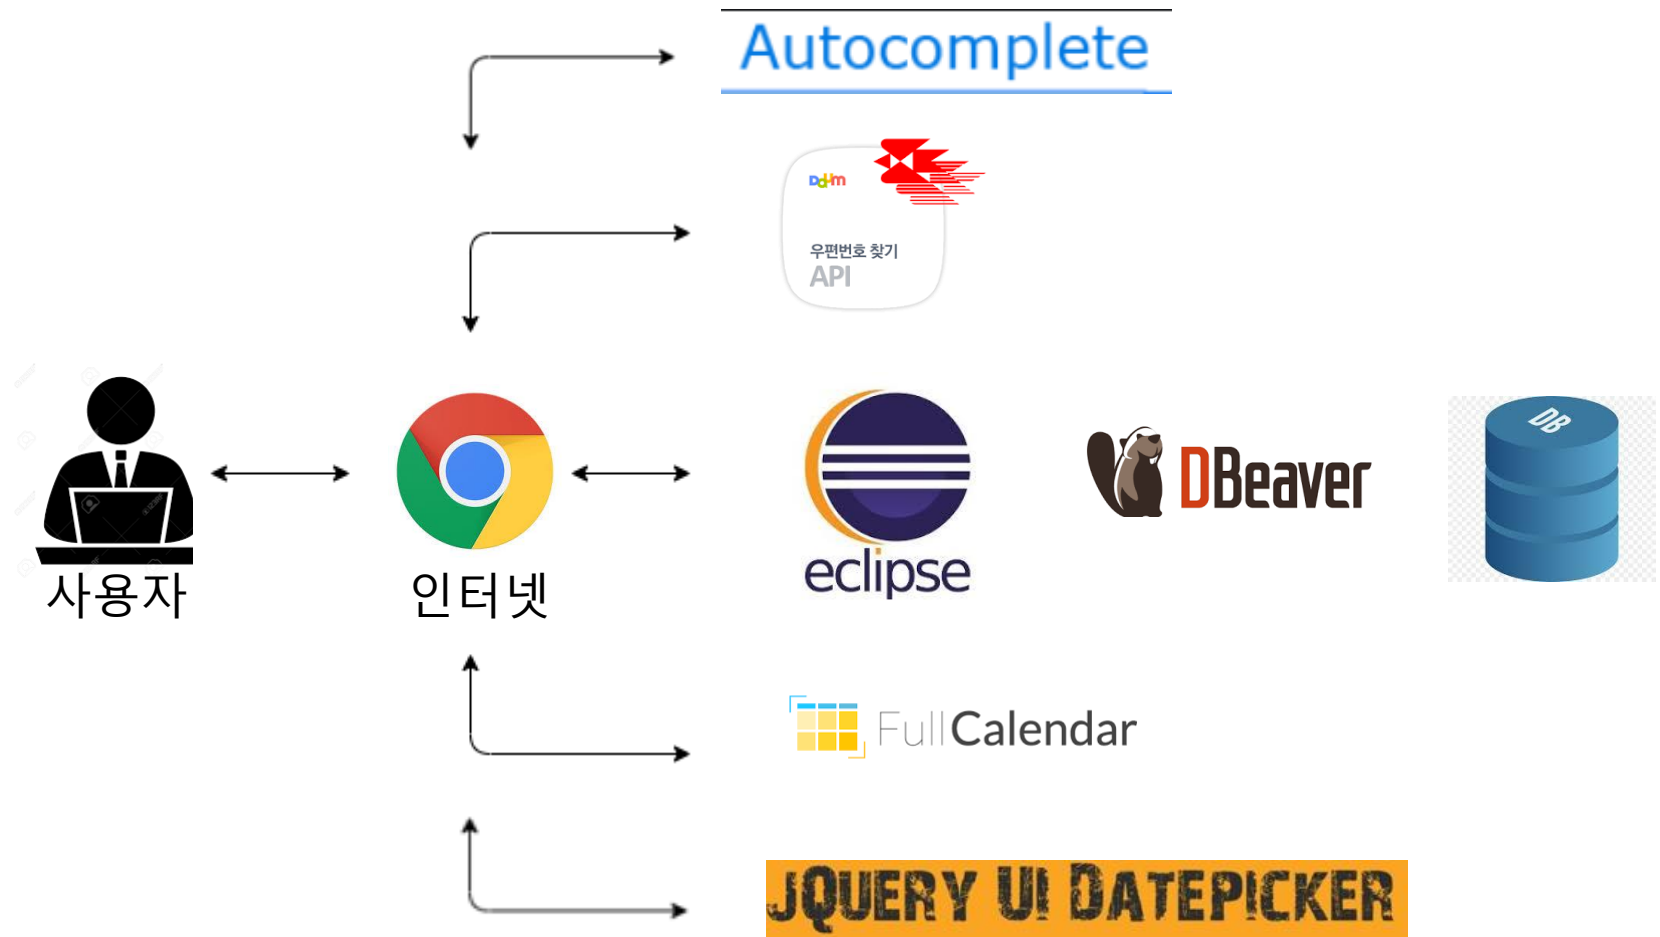 Autocomplete
Daum
우편번호 찾기
API
사용자
인터넷
eclipse
DBeaver
DB
FullCalendar
jQuery UI Datepicker